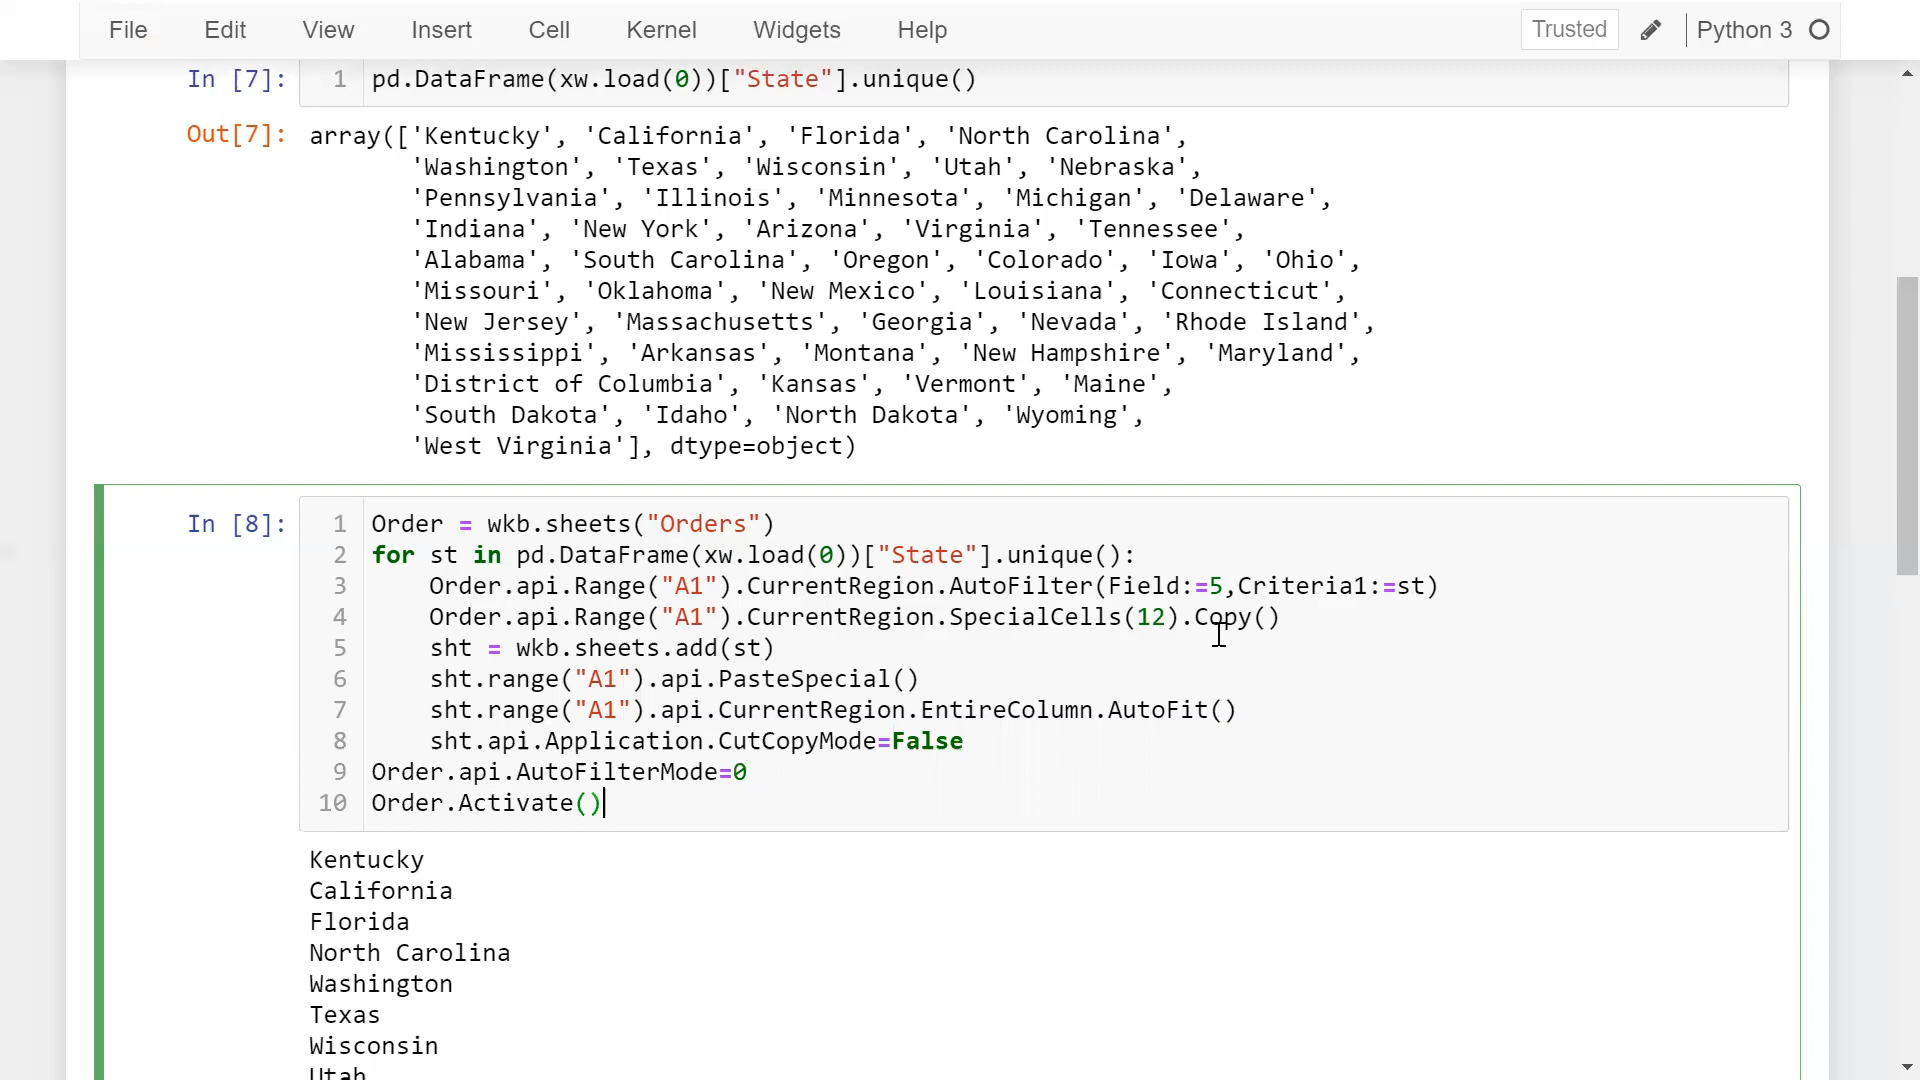 File Edit View Insert Cell Kernel Widgets Help Trusted Python 3
In [7]: 1 pd.DataFrame(xw.load(0))["State"].unique()
Out[7]: array(['Kentucky', 'California', 'Florida', 'North Carolina',
'Washington', 'Texas', 'Wisconsin', 'Utah', 'Nebraska',
'Pennsylvania', 'Illinois', 'Minnesota', 'Michigan', 'Delaware',
'Indiana', 'New York', 'Arizona', 'Virginia', 'Tennessee',
'Alabama', 'South Carolina', 'Oregon', 'Colorado', 'Iowa', 'Ohio',
'Missouri', 'Oklahoma', 'New Mexico', 'Louisiana', 'Connecticut',
'New Jersey', 'Massachusetts', 'Georgia', 'Nevada', 'Rhode Island',
'Mississippi', 'Arkansas', 'Montana', 'New Hampshire', 'Maryland',
'District of Columbia', 'Kansas', 'Vermont', 'Maine',
'South Dakota', 'Idaho', 'North Dakota', 'Wyoming',
'West Virginia'], dtype=object)
In [8]: 1 Order = wkb.sheets("Orders")
2 for st in pd.DataFrame(xw.load(0))["State"].unique():
3 Order.api.Range("A1").CurrentRegion.AutoFilter(Field:=5,Criteria1:=st)
4 Order.api.Range("A1").CurrentRegion.SpecialCells(12).Copy()
5 sht = wkb.sheets.add(st)
6 sht.range("A1").api.PasteSpecial()
7 sht.range("A1").api.CurrentRegion.EntireColumn.AutoFit()
8 sht.api.Application.CutCopyMode=False
9 Order.api.AutoFilterMode=0
10 Order.Activate()
Kentucky
California
Florida
North Carolina
Washington
Texas
Wisconsin
Utah